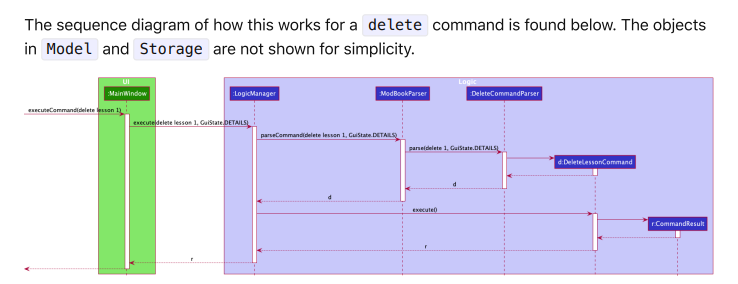 The sequence diagram of how this works for a delete command is found below. The objects
in Model and Storage are not shown for simplicity.
UI
Logic
:MainWindow
:LogicManager
:ModBookParser
:DeleteCommandParser
executeCommand(delete lesson 1)
execute(delete lesson 1, GuiState.DETAILS)
parseCommand(delete lesson 1, GuiState.DETAILS)
parse(delete 1, GuiState.DETAILS)
d:DeleteLessonCommand
d
d
execute()
r:CommandResult
r
r